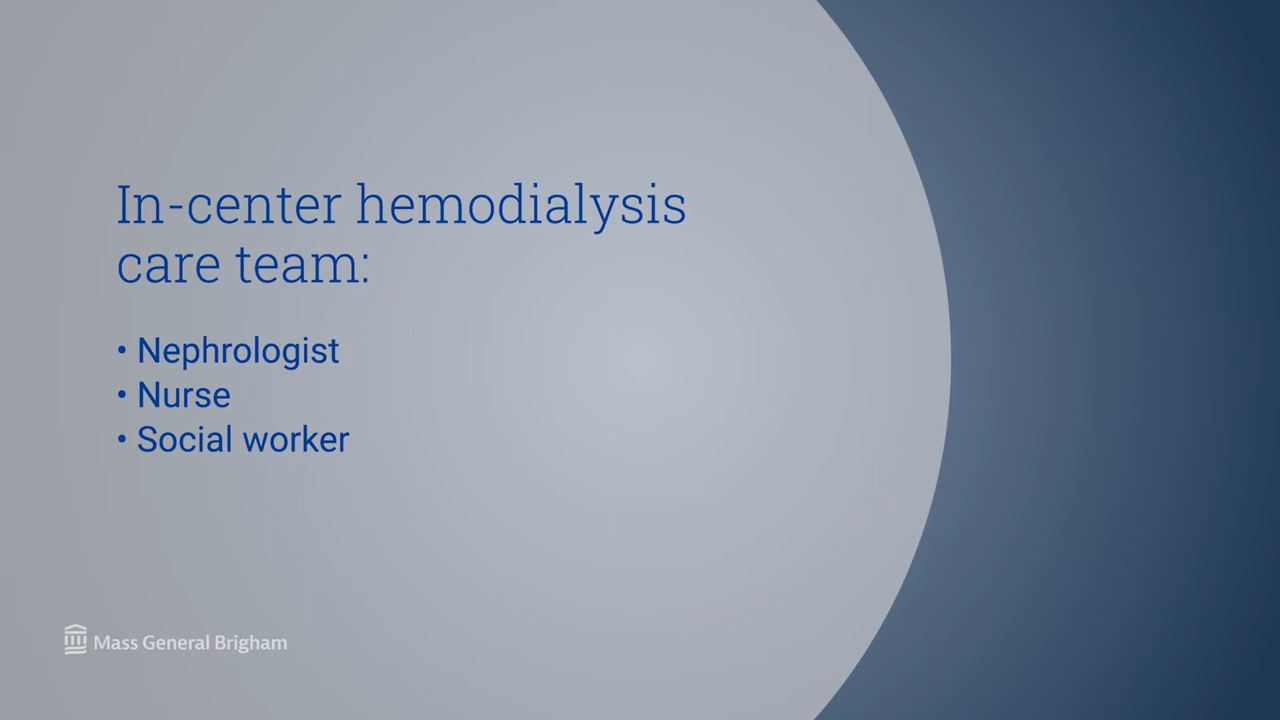 In-center hemodialysis
care team:
• Nephrologist
• Nurse
• Social worker
Mass General Brigham